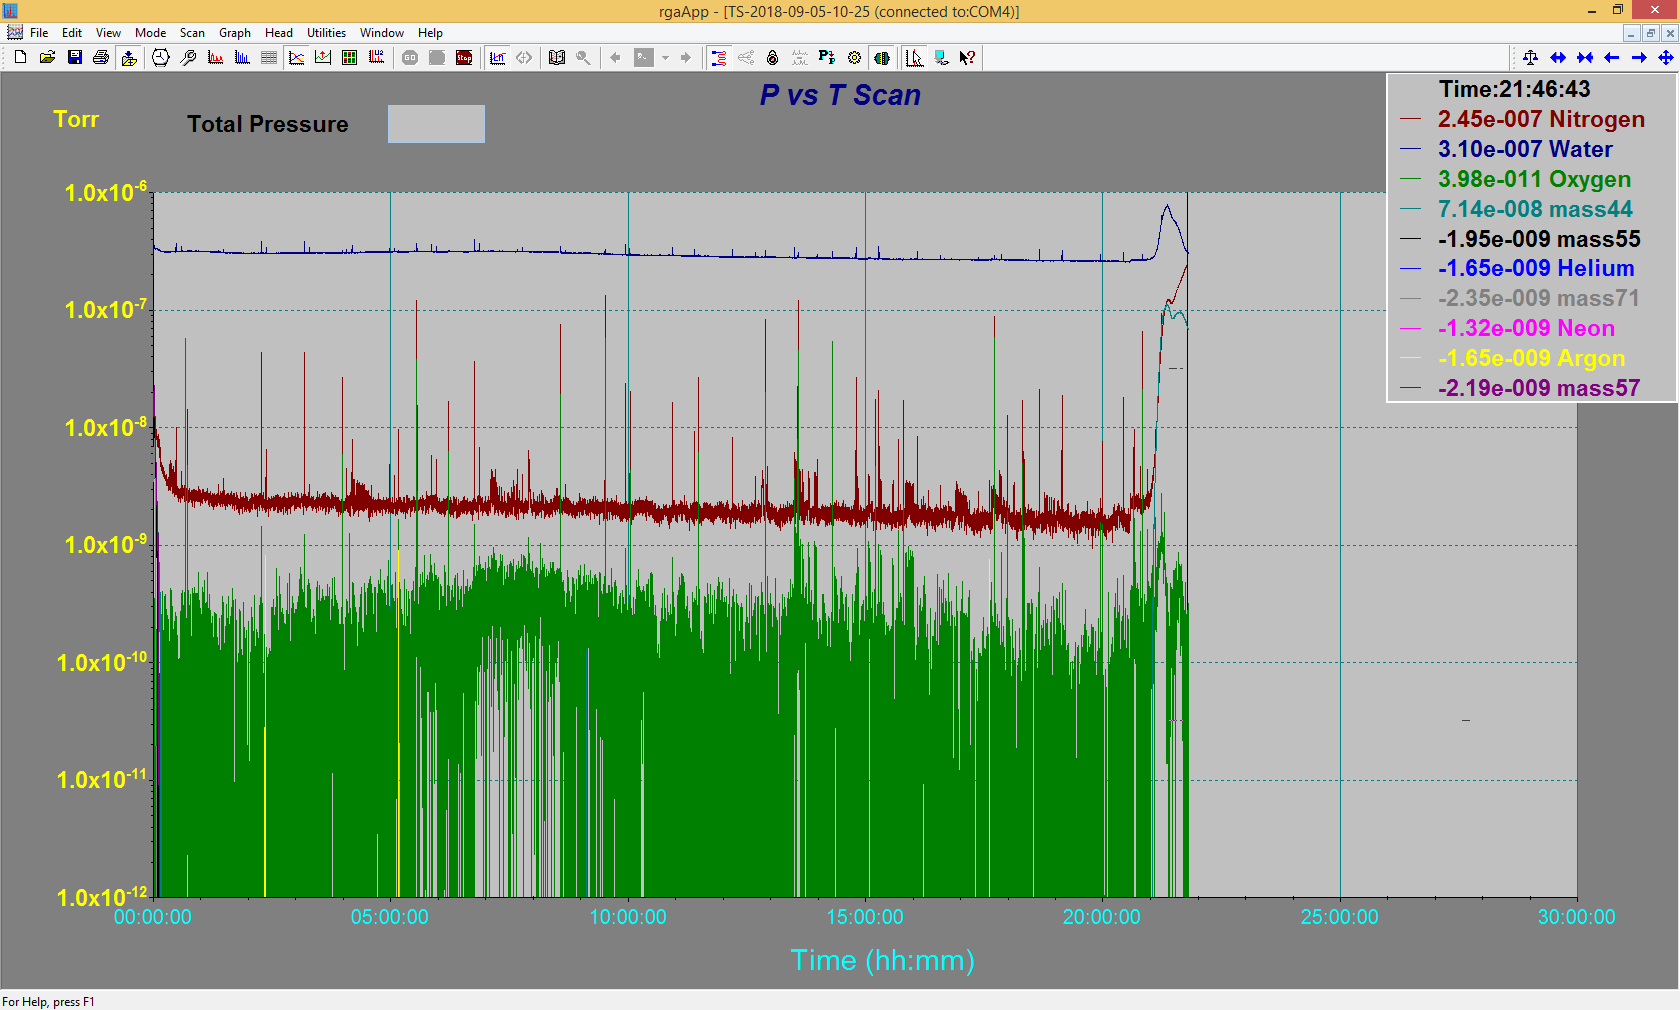 rgaApp - [TS-2018-09-05-10-25 (connected to:COM4)]
File Edit View Mode Scan Graph Head Utilities Window Help
GO Stop
P vs T Scan
Torr
Total Pressure
Time:21:46:43
2.45e-007 Nitrogen
3.10e-007 Water
3.98e-011 Oxygen
7.14e-008 mass44
-1.95e-009 mass55
-1.65e-009 Helium
-2.35e-009 mass71
-1.32e-009 Neon
-1.65e-009 Argon
-2.19e-009 mass57
1.0x10-6
1.0x10-7
1.0x10-8
1.0x10-9
1.0x10-10
1.0x10-11
1.0x10-12
00:00:00 05:00:00 10:00:00 15:00:00 20:00:00 25:00:00 30:00:00
Time (hh:mm)
For Help, press F1